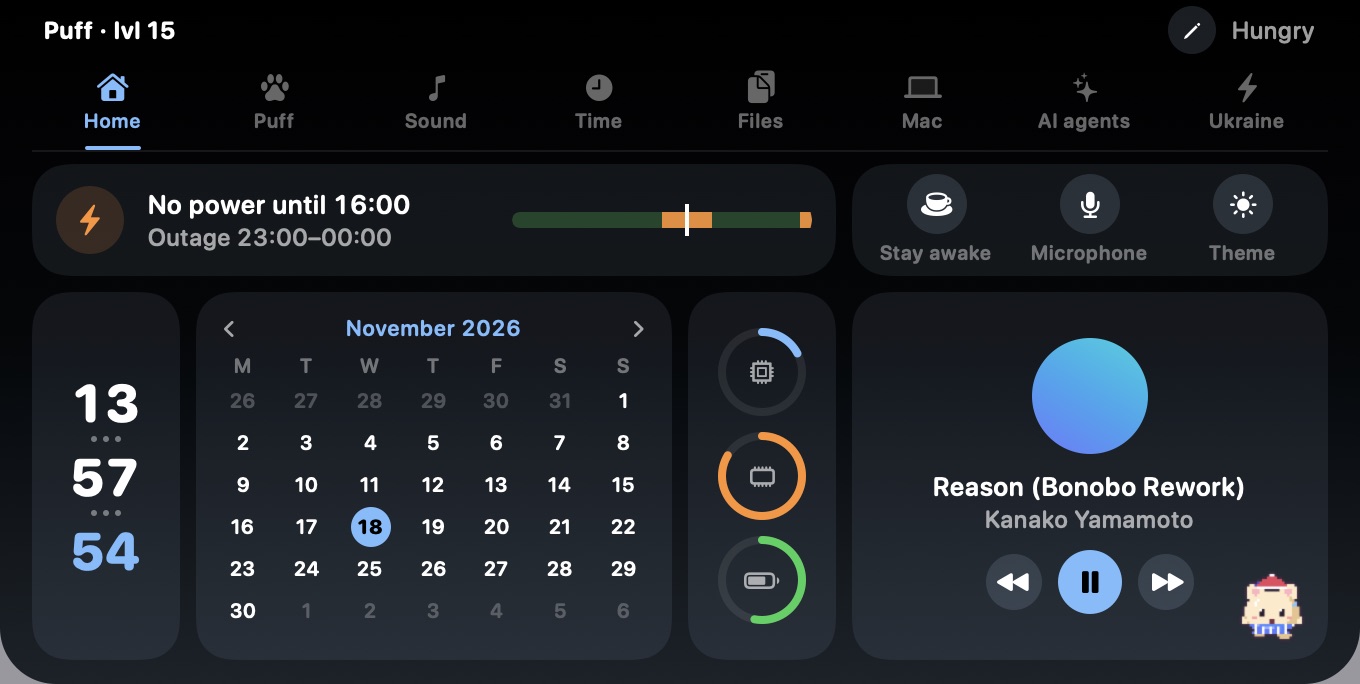 Puff · lvl 15
Hungry
Home Puff Sound Time Files Mac AI agents Ukraine
No power until 16:00
Outage 23:00–00:00
Stay awake Microphone Theme
13
57
54
November 2026
M T W T F S S
26 27 28 29 30 31 1
2 3 4 5 6 7 8
9 10 11 12 13 14 15
16 17 18 19 20 21 22
23 24 25 26 27 28 29
30 1 2 3 4 5 6
Reason (Bonobo Rework)
Kanako Yamamoto